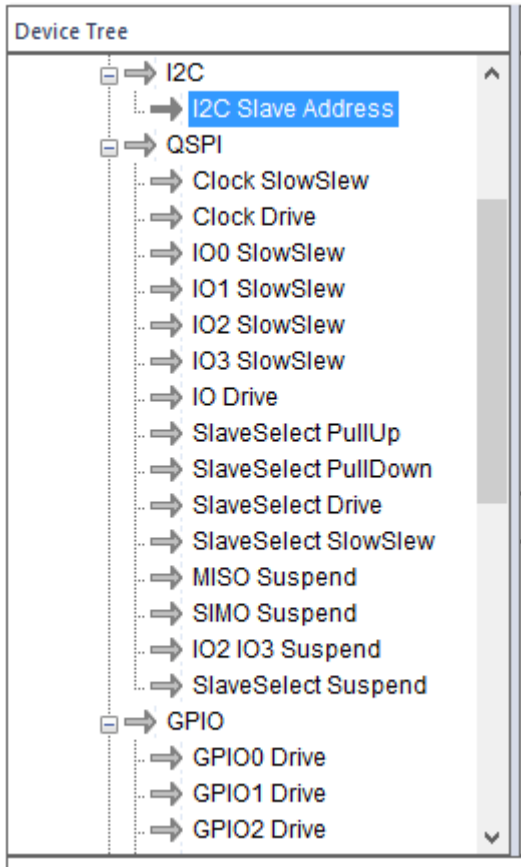 Device Tree
I2C
I2C Slave Address
QSPI
Clock SlowSlew
Clock Drive
IO0 SlowSlew
IO1 SlowSlew
IO2 SlowSlew
IO3 SlowSlew
IO Drive
SlaveSelect PullUp
SlaveSelect PullDown
SlaveSelect Drive
SlaveSelect SlowSlew
MISO Suspend
SIMO Suspend
IO2 IO3 Suspend
SlaveSelect Suspend
GPIO
GPIO0 Drive
GPIO1 Drive
GPIO2 Drive